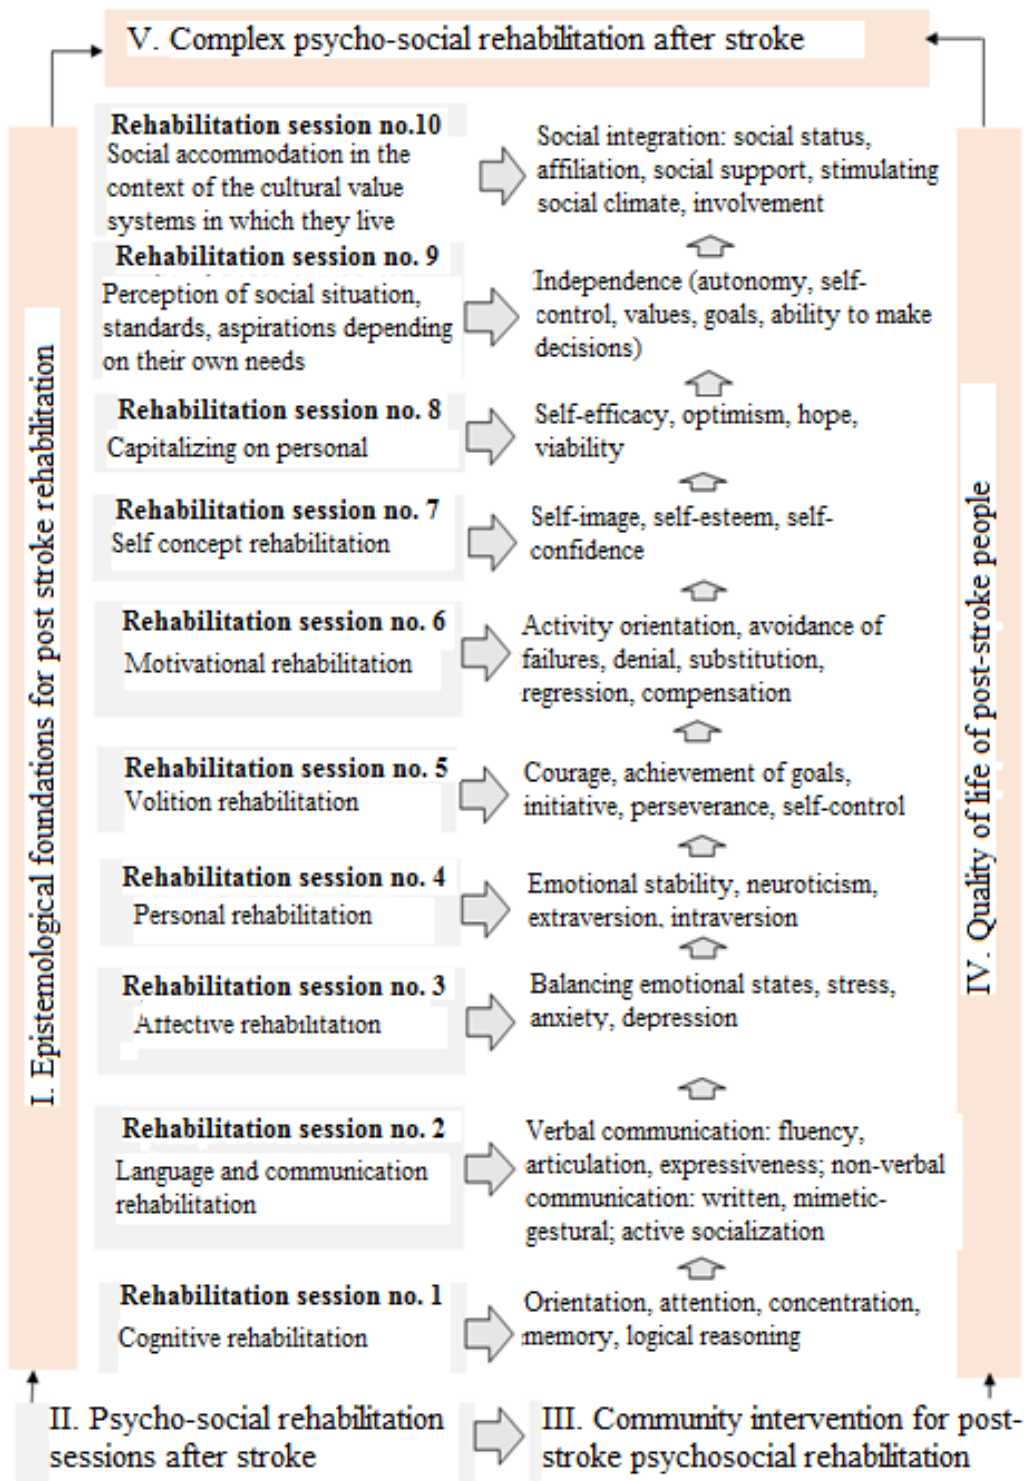 V. Complex psycho-social rehabilitation after stroke
I. Epistemological foundations for post stroke rehabilitation
Rehabilitation session no.10
Social accommodation in the
context of the cultural value
systems in which they live
Social integration: social status,
affiliation, social support, stimulating
social climate, involvement
Rehabilitation session no. 9
Perception of social situation,
standards, aspirations depending
on their own needs
Independence (autonomy, self-
control, values, goals, ability to make
decisions)
Rehabilitation session no. 8
Capitalizing on personal
Self-efficacy, optimism, hope,
viability
Rehabilitation session no. 7
Self concept rehabilitation
Self-image, self-esteem, self-
confidence
Rehabilitation session no. 6
Motivational rehabilitation
Activity orientation, avoidance of
failures, denial, substitution,
regression, compensation
Rehabilitation session no. 5
Volition rehabilitation
Courage, achievement of goals,
initiative, perseverance, self-control
Rehabilitation session no. 4
Personal rehabilitation
Emotional stability, neuroticism,
extraversion, intraversion
Rehabilitation session no. 3
Affective rehabilitation
Balancing emotional states, stress,
anxiety, depression
Rehabilitation session no. 2
Language and communication
rehabilitation
Verbal communication: fluency,
articulation, expressiveness; non-verbal
communication: written, mimetic-
gestural; active socialization
Rehabilitation session no. 1
Cognitive rehabilitation
Orientation, attention, concentration,
memory, logical reasoning
IV. Quality of life of post-stroke people
II. Psycho-social rehabilitation
sessions after stroke
III. Community intervention for post-
stroke psychosocial rehabilitation